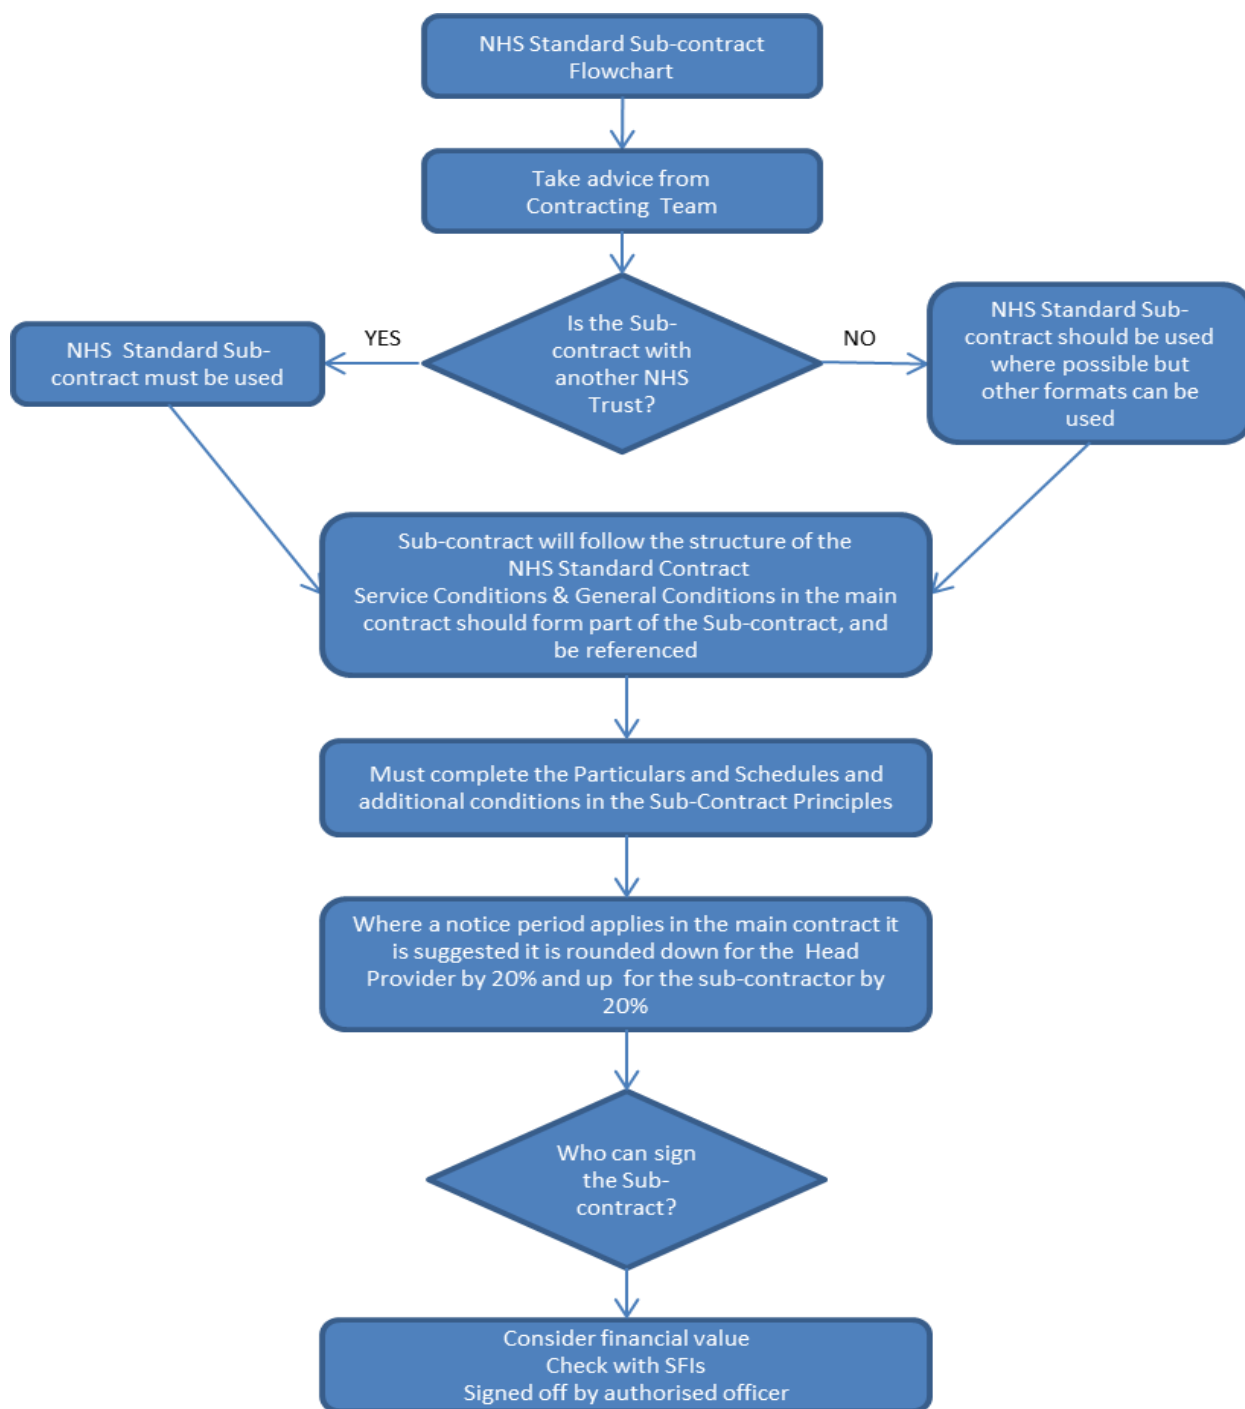 NHS Standard Sub-contract
Flowchart
Take advice from
Contracting Team
Is the Sub-
contract with
another NHS
Trust?
YES
NO
NHS Standard Sub-
contract must be used
NHS Standard Sub-
contract should be used
where possible but
other formats can be
used
Sub-contract will follow the structure of the
NHS Standard Contract
Service Conditions & General Conditions in the main
contract should form part of the Sub-contract, and
be referenced
Must complete the Particulars and Schedules and
additional conditions in the Sub-Contract Principles
Where a notice period applies in the main contract it
is suggested it is rounded down for the Head
Provider by 20% and up for the sub-contractor by
20%
Who can sign
the Sub-
contract?
Consider financial value
Check with SFIs
Signed off by authorised officer